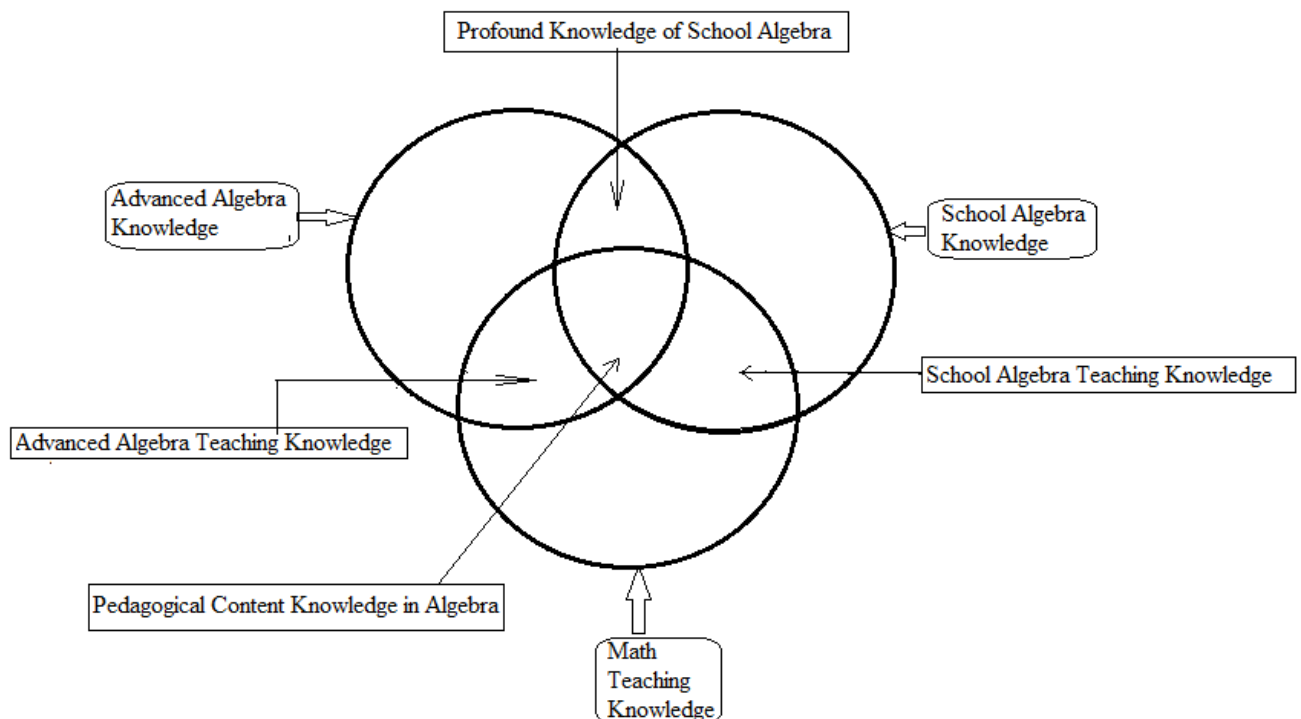 Profound Knowledge of School Algebra
Advanced Algebra
Knowledge
School Algebra
Knowledge
School Algebra Teaching Knowledge
Advanced Algebra Teaching Knowledge
Pedagogical Content Knowledge in Algebra
Math
Teaching
Knowledge